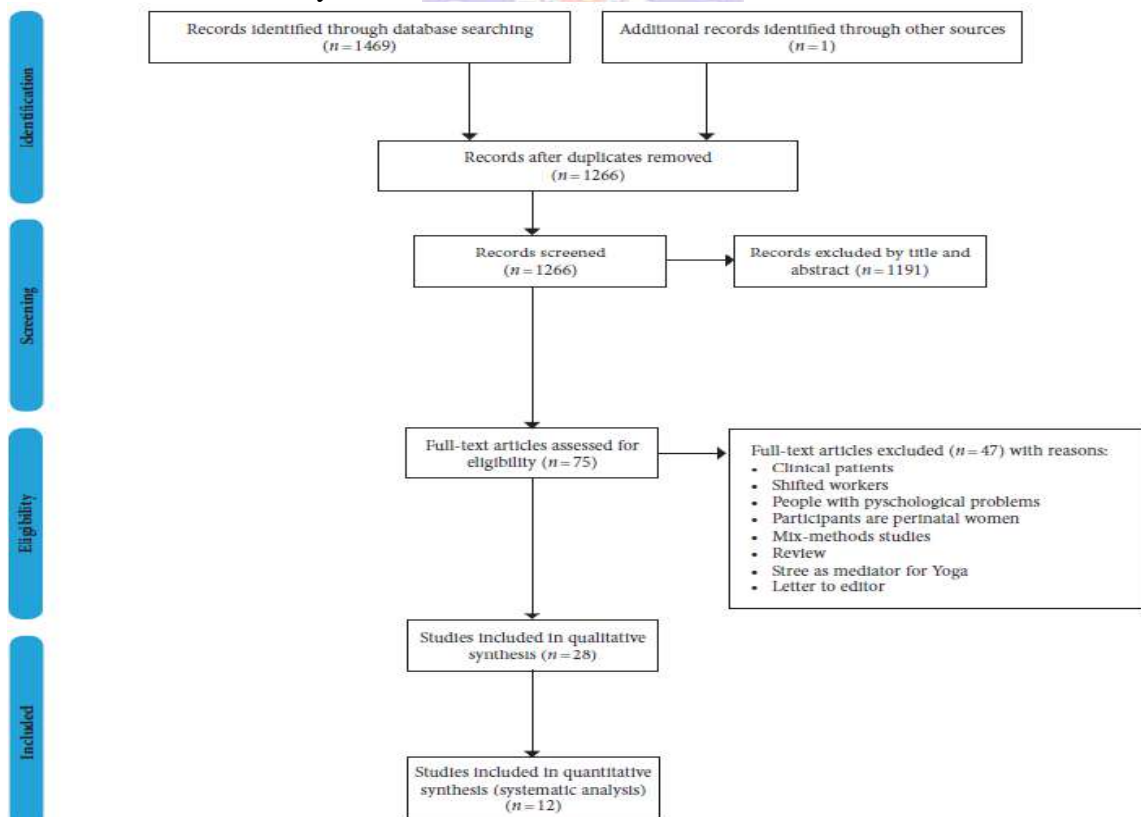 Records identified through database searching
(n=1469)
Additional records identified through other sources
(n=1)
Identification
Records after duplicates removed
(n=1266)
Records screened
(n=1266)
Records excluded by title and
abstract (n=1191)
Screening
Full-text articles assessed for
eligibility (n=75)
Full-text articles excluded (n=47) with reasons:
• Clinical patients
• Shifted workers
• People with pyschological problems
• Participants are perinatal women
• Mix-methods studies
• Review
• Stree as mediator for Yoga
• Letter to editor
Eligibility
Studies included in qualitative
synthesis (n=28)
Included
Studies included in quantitative
synthesis (systematic analysis)
(n=12)